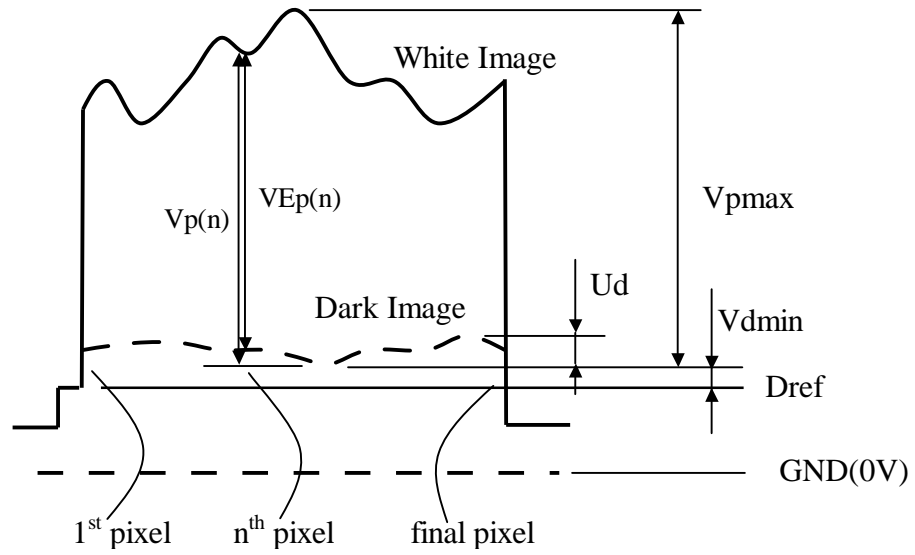 White Image
Vp(n)
VEp(n)
Vpmax
Ud
Dark Image
Vdmin
Dref
GND(0V)
1st pixel
nth pixel
final pixel